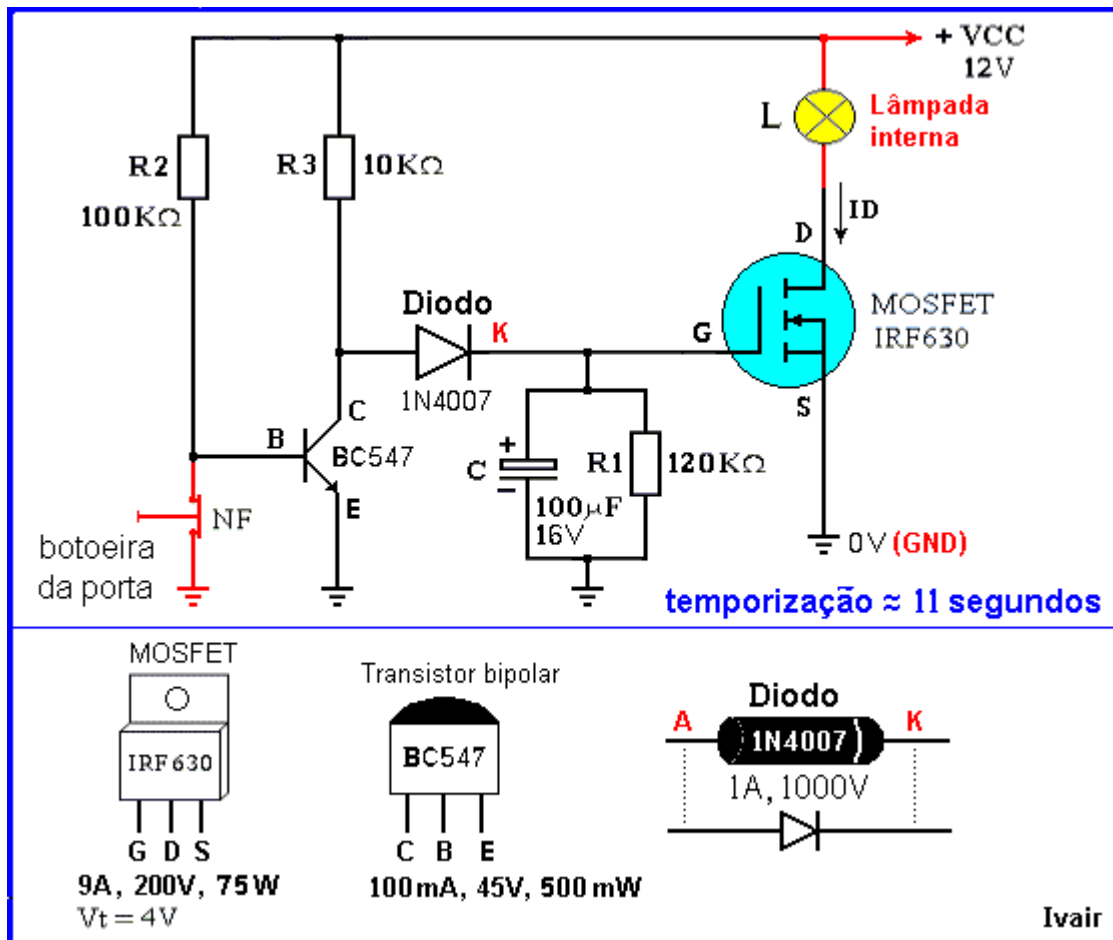 + VCC
12V
L
Lâmpada
interna
R2
100KΩ
R3
10KΩ
ID
D
Diodo
K
1N4007
G
MOSFET
IRF630
S
C
B
BC547
E
NF
botoeira
da porta
+
C
−
100µF
16V
R1
120KΩ
0V (GND)
temporização ≈ 11 segundos
MOSFET
IRF630
G D S
9A, 200V, 75W
Vt = 4V
Transistor bipolar
BC547
C B E
100mA, 45V, 500mW
Diodo
A
1N4007
K
1A, 1000V
Ivair